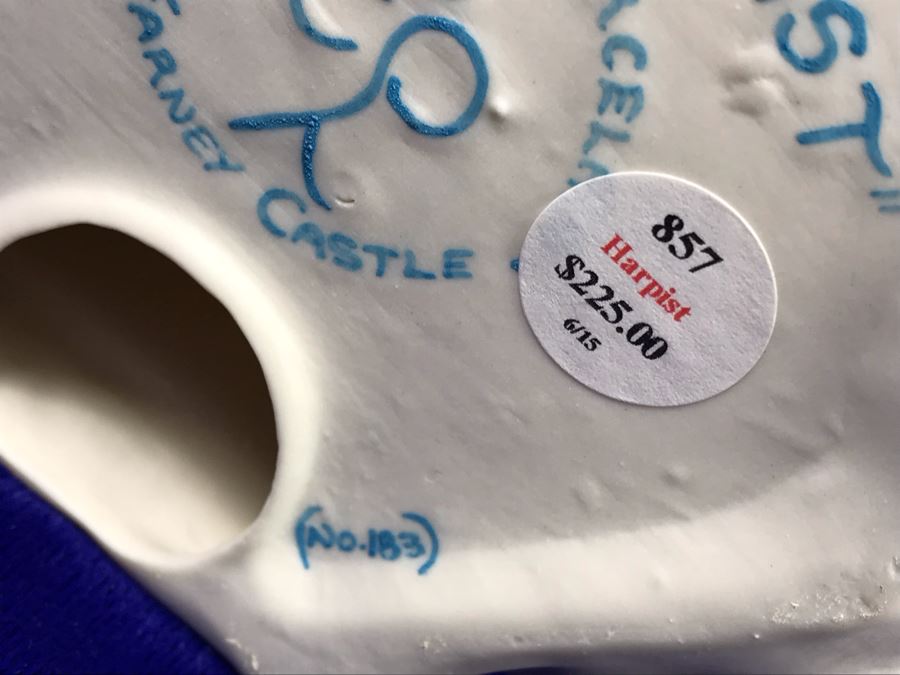 FARNEY CASTLE
ST"
857
Harpist
$225.00
6/15
(No.183)